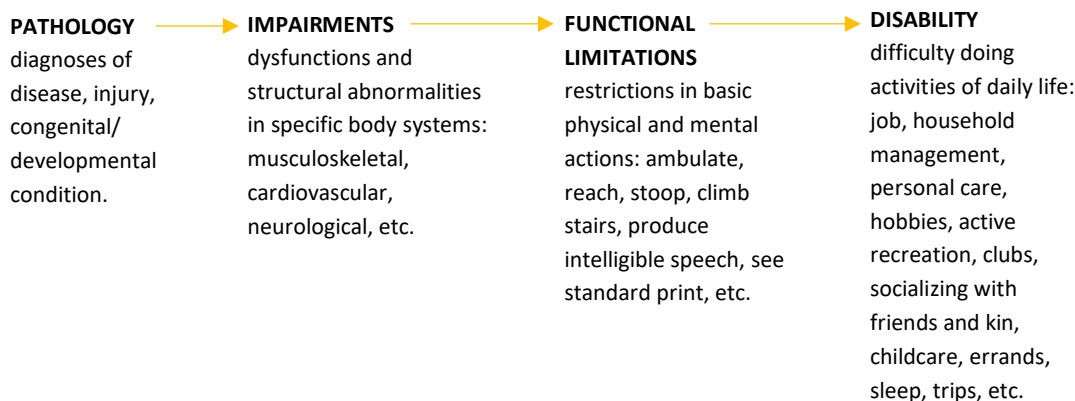 PATHOLOGY
diagnoses of
disease, injury,
congenital/
developmental
condition.
IMPAIRMENTS
dysfunctions and
structural abnormalities
in specific body systems:
musculoskeletal,
cardiovascular,
neurological, etc.
FUNCTIONAL
LIMITATIONS
restrictions in basic
physical and mental
actions: ambulate,
reach, stoop, climb
stairs, produce
intelligible speech, see
standard print, etc.
DISABILITY
difficulty doing
activities of daily life:
job, household
management,
personal care,
hobbies, active
recreation, clubs,
socializing with
friends and kin,
childcare, errands,
sleep, trips, etc.